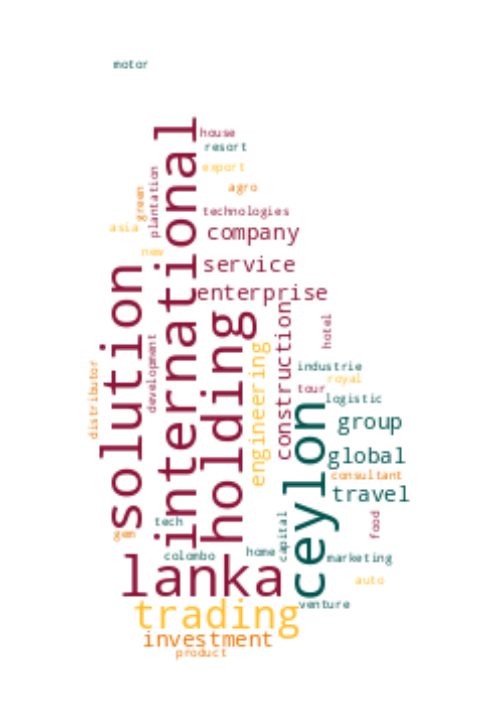 motor
international
house
resort
export
agro
plantation
green
technologies
asia
company
new
service
solution
enterprise
holding
construction
hotel
development
engineering
distributor
industrie
royal
tour
logistic
ceylon
group
global
consultant
travel
tech
gem
capital
food
colombo
home
marketing
lanka
auto
trading
venture
investment
product